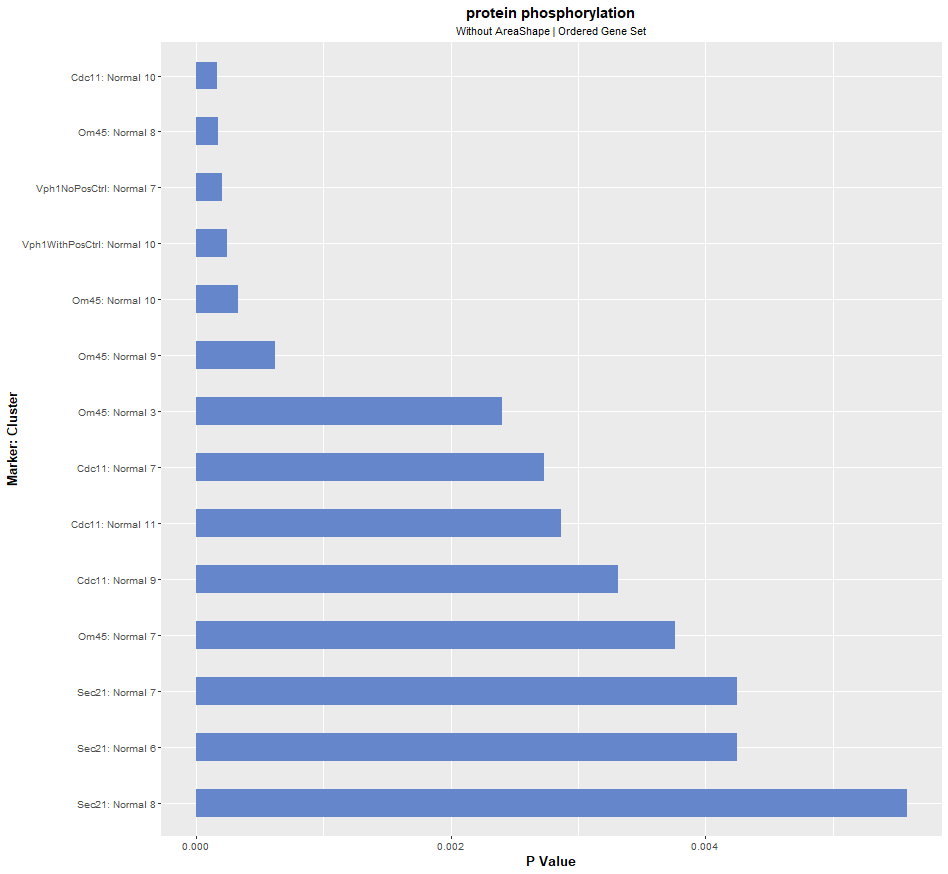 protein phosphorylation
Without AreaShape | Ordered Gene Set
Marker: Cluster
Cdc11: Normal 10
Om45: Normal 8
Vph1NoPosCtrl: Normal 7
Vph1WithPosCtrl: Normal 10
Om45: Normal 10
Om45: Normal 9
Om45: Normal 3
Cdc11: Normal 7
Cdc11: Normal 11
Cdc11: Normal 9
Om45: Normal 7
Sec21: Normal 7
Sec21: Normal 6
Sec21: Normal 8
0.000 0.002 0.004
P Value